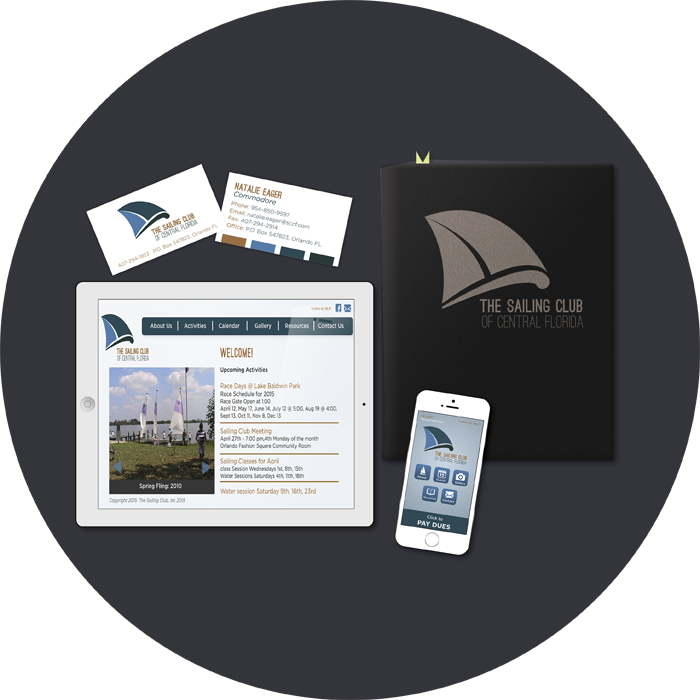 THE SAILING CLUB
OF CENTRAL FLORIDA
407-294-1913 P.O. Box 547823, Orlando FL
NATALIE EAGER
Commodore
Phone: 954-850-9597
Email: natalie.eager@sccf.com
Fax: 407-294-2914
Office: P.O. Box 547823, Orlando FL
THE SAILING CLUB
OF CENTRAL FLORIDA
About Us
Activities
Calendar
Gallery
Resources
Contact Us
THE SAILING CLUB
OF CENTRAL FLORIDA
WELCOME!
Upcoming Activities
Race Days @ Lake Baldwin Park
Race Schedule for 2015
Race Gate Open at 1:00
April 12, May 17, June 14, July 12 @ 5:00, Aug 19 @ 4:00,
Sept 13, Oct 11, Nov 8, Dec 13
Sailing Club Meeting
April 27th - 7:00 pm,4th Monday of the month
Orlando Fashion Square Community Room
Sailing Classes for April
class Session Wednesdays 1st, 8th, 15th
Water Sessions Saturdays 4th, 11th, 18th
Water session Saturday 9th, 16th, 23rd
Spring Fling: 2010
Copyright 2015: The Sailing Club, Inc 2015.
THE SAILING CLUB
OF CENTRAL FLORIDA
Click to
PAY DUES